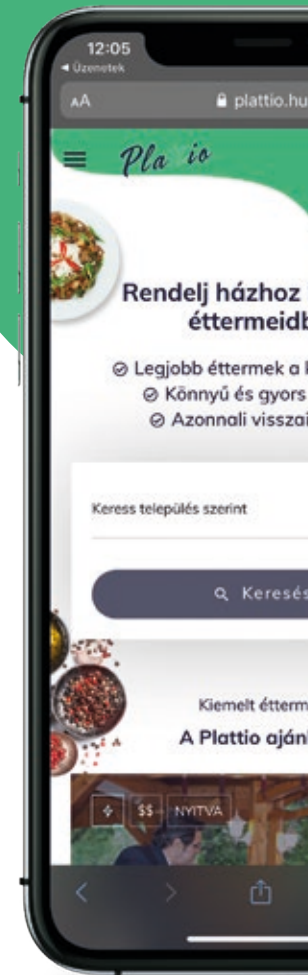 12:05
◀ Üzenetek
AA plattio.hu
Pla io
Rendelj házhoz
éttermeidb
Legjobb éttermek a
Könnyű és gyors
Azonnali vissza
Keress település szerint
Keresés
Kiemelt étterm
A Plattio ajánl
$$ NYITVA